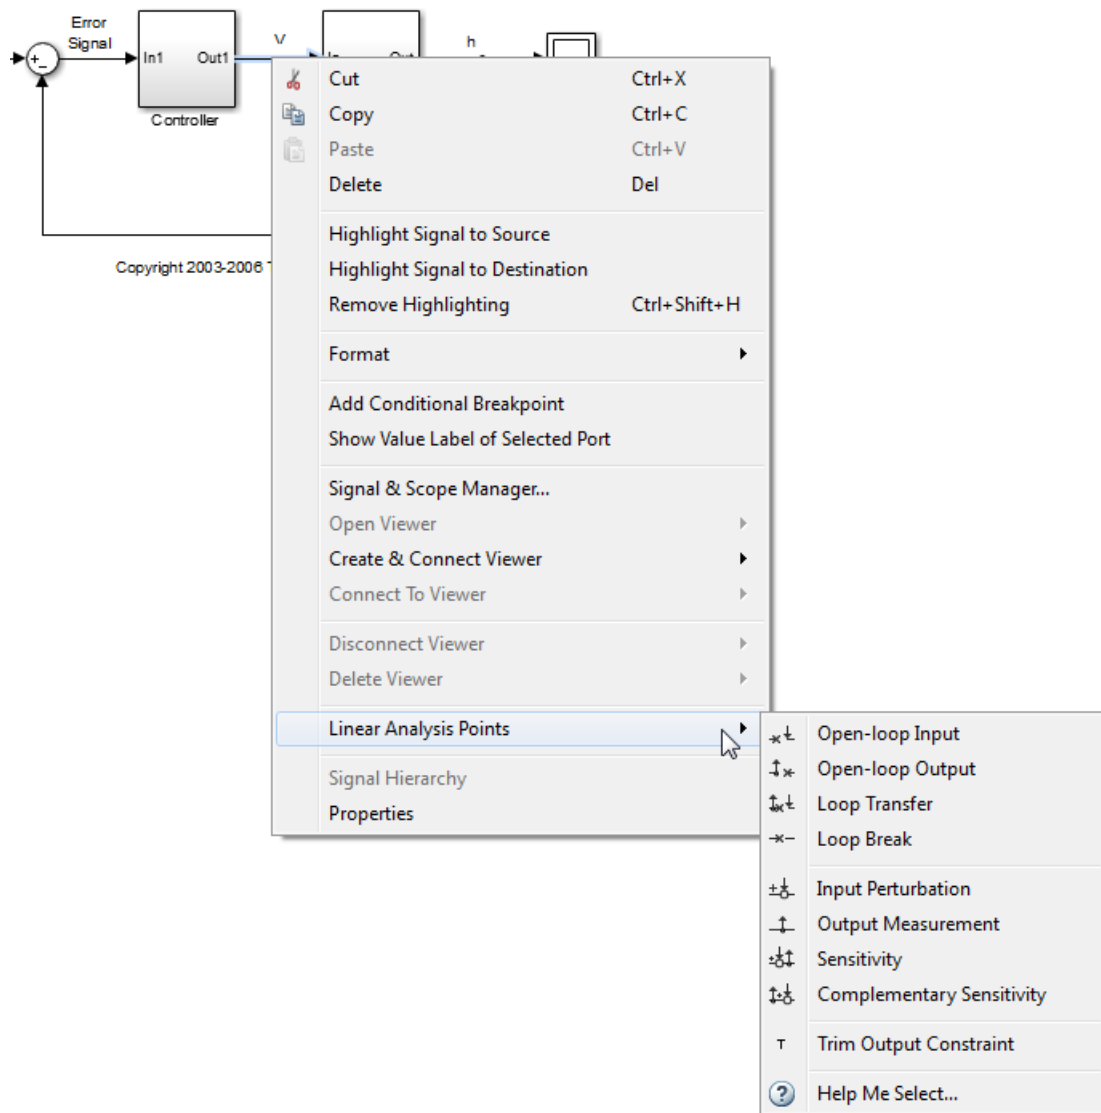 Error
Signal
V
h
+
-
In1 Out1
Controller
Copyright 2003-2006
Cut Ctrl+X
Copy Ctrl+C
Paste Ctrl+V
Delete Del
Highlight Signal to Source
Highlight Signal to Destination
Remove Highlighting Ctrl+Shift+H
Format
Add Conditional Breakpoint
Show Value Label of Selected Port
Signal & Scope Manager...
Open Viewer
Create & Connect Viewer
Connect To Viewer
Disconnect Viewer
Delete Viewer
Linear Analysis Points
Signal Hierarchy
Properties
Open-loop Input
Open-loop Output
Loop Transfer
Loop Break
Input Perturbation
Output Measurement
Sensitivity
Complementary Sensitivity
T Trim Output Constraint
? Help Me Select...